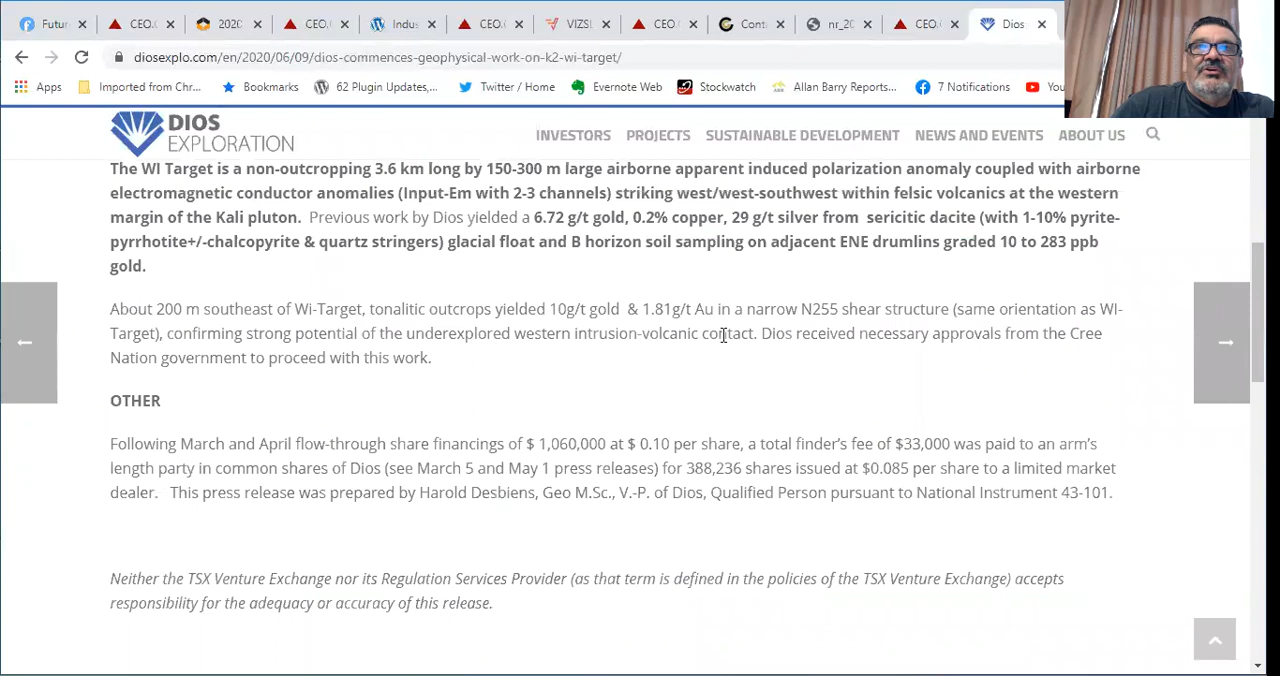 Futur
CEO.
2020
CEO.
Indus
CEO.
VIZSL
CEO.
Cont
nr_20
CEO.
Dios
diosexplo.com/en/2020/06/09/dios-commences-geophysical-work-on-k2-wi-target/
Apps
Imported from Chr...
Bookmarks
62 Plugin Updates,...
Twitter / Home
Evernote Web
Stockwatch
Allan Barry Reports...
7 Notifications
You
DIOS
EXPLORATION
INVESTORS
PROJECTS
SUSTAINABLE DEVELOPMENT
NEWS AND EVENTS
ABOUT US
The WI Target is a non-outcropping 3.6 km long by 150-300 m large airborne apparent induced polarization anomaly coupled with airborne
electromagnetic conductor anomalies (Input-Em with 2-3 channels) striking west/west-southwest within felsic volcanics at the western
margin of the Kali pluton. Previous work by Dios yielded a 6.72 g/t gold, 0.2% copper, 29 g/t silver from sericitic dacite (with 1-10% pyrite-
pyrrhotite+/-chalcopyrite & quartz stringers) glacial float and B horizon soil sampling on adjacent ENE drumlins graded 10 to 283 ppb
gold.
About 200 m southeast of Wi-Target, tonalitic outcrops yielded 10g/t gold & 1.81g/t Au in a narrow N255 shear structure (same orientation as WI-
Target), confirming strong potential of the underexplored western intrusion-volcanic contact. Dios received necessary approvals from the Cree
Nation government to proceed with this work.
OTHER
Following March and April flow-through share financings of $ 1,060,000 at $ 0.10 per share, a total finder's fee of $33,000 was paid to an arm's
length party in common shares of Dios (see March 5 and May 1 press releases) for 388,236 shares issued at $0.085 per share to a limited market
dealer. This press release was prepared by Harold Desbiens, Geo M.Sc., V.-P. of Dios, Qualified Person pursuant to National Instrument 43-101.
Neither the TSX Venture Exchange nor its Regulation Services Provider (as that term is defined in the policies of the TSX Venture Exchange) accepts
responsibility for the adequacy or accuracy of this release.